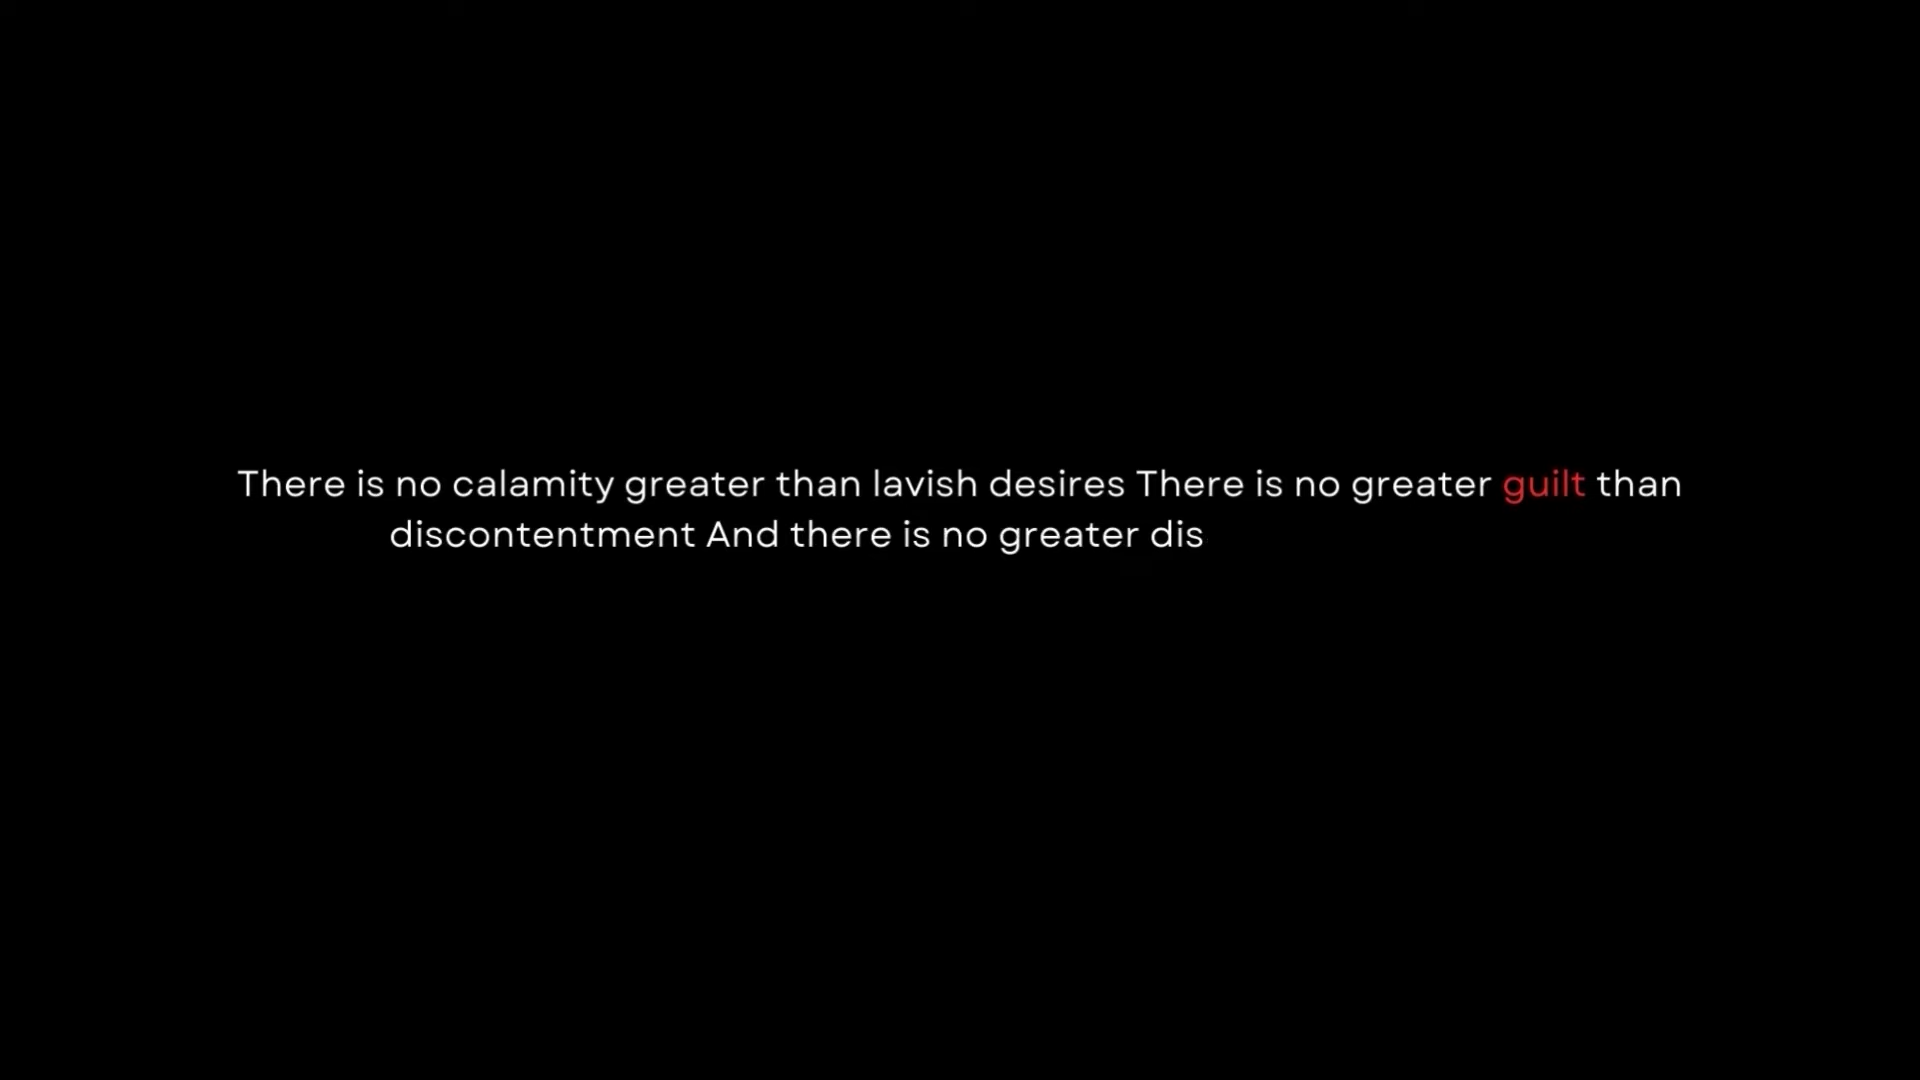 There is no calamity greater than lavish desires There is no greater guilt than
discontentment And there is no greater dis